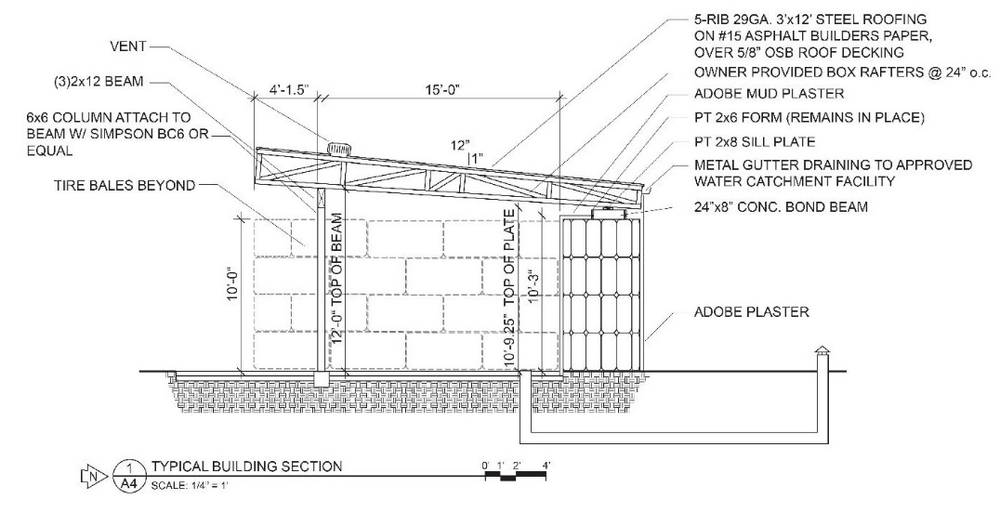 5-RIB 29GA. 3'x12' STEEL ROOFING
ON #15 ASPHALT BUILDERS PAPER,
OVER 5/8" OSB ROOF DECKING
OWNER PROVIDED BOX RAFTERS @ 24" o.c.
ADOBE MUD PLASTER
PT 2x6 FORM (REMAINS IN PLACE)
PT 2x8 SILL PLATE
METAL GUTTER DRAINING TO APPROVED
WATER CATCHMENT FACILITY
24"x8" CONC. BOND BEAM
ADOBE PLASTER
VENT
(3)2x12 BEAM
6x6 COLUMN ATTACH TO
BEAM W/ SIMPSON BC6 OR
EQUAL
TIRE BALES BEYOND
4'-1.5"
15'-0"
12"
1"
10'-0"
12'-0" TOP OF BEAM
10'-9.25" TOP OF PLATE
10'-3"
N
1
A4
TYPICAL BUILDING SECTION
SCALE: 1/4" = 1'
0' 1' 2' 4'